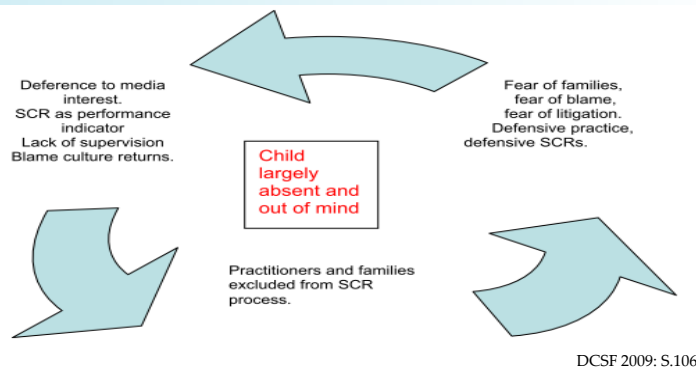 Deference to media
interest.
SCR as performance
indicator
Lack of supervision
Blame culture returns.
Fear of families,
fear of blame,
fear of litigation.
Defensive practice,
defensive SCRs.
Child
largely
absent and
out of mind
Practitioners and families
excluded from SCR
process.
DCSF 2009: S.106